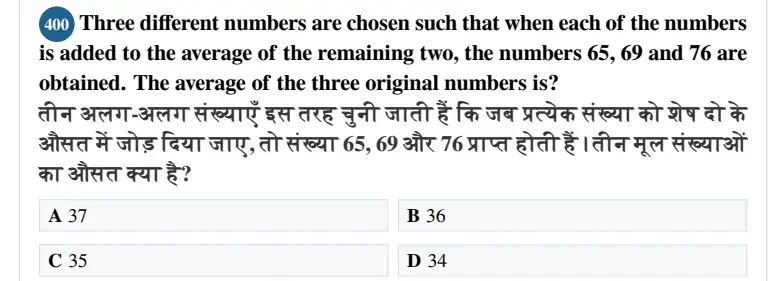 400 Three different numbers are chosen such that when each of the numbers
is added to the average of the remaining two, the numbers 65, 69 and 76 are
obtained. The average of the three original numbers is?
तीन अलग-अलग संख्याएँ इस तरह चुनी जाती हैं कि जब प्रत्येक संख्या को शेष दो के
औसत में जोड़ दिया जाए, तो संख्या 65, 69 और 76 प्राप्त होती हैं। तीन मूल संख्याओं
का औसत क्या है?
A 37 B 36
C 35 D 34